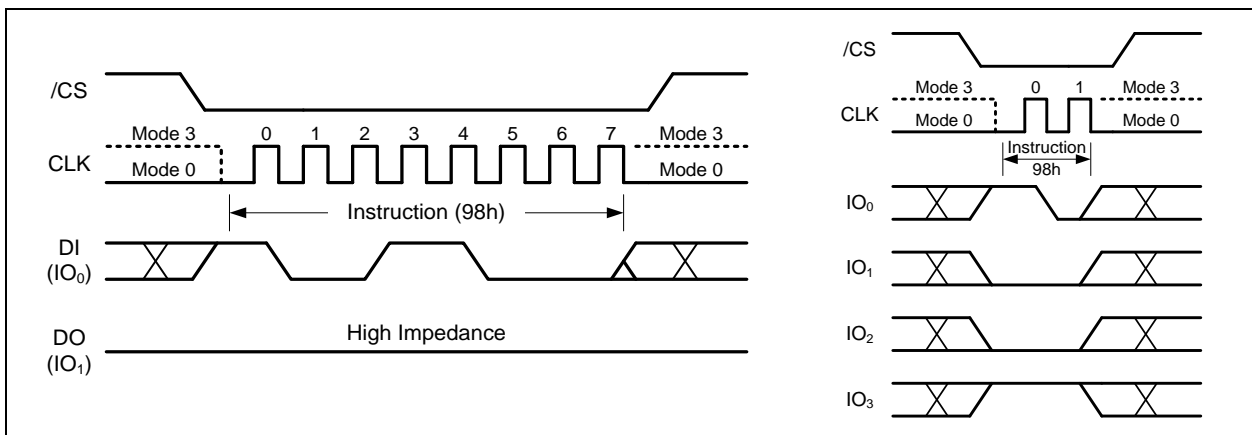 /CS
Mode 3 0 1 2 3 4 5 6 7 Mode 3
CLK Mode 0 Mode 0
Instruction (98h)
DI
(IO₀)
High Impedance
DO
(IO₁)
/CS
Mode 3 0 1 Mode 3
CLK Mode 0 Mode 0
Instruction
98h
IO₀
IO₁
IO₂
IO₃